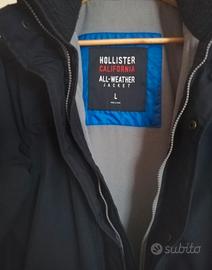 HOLLISTER
CALIFORNIA
ALL-WEATHER
JACKET
L
subito